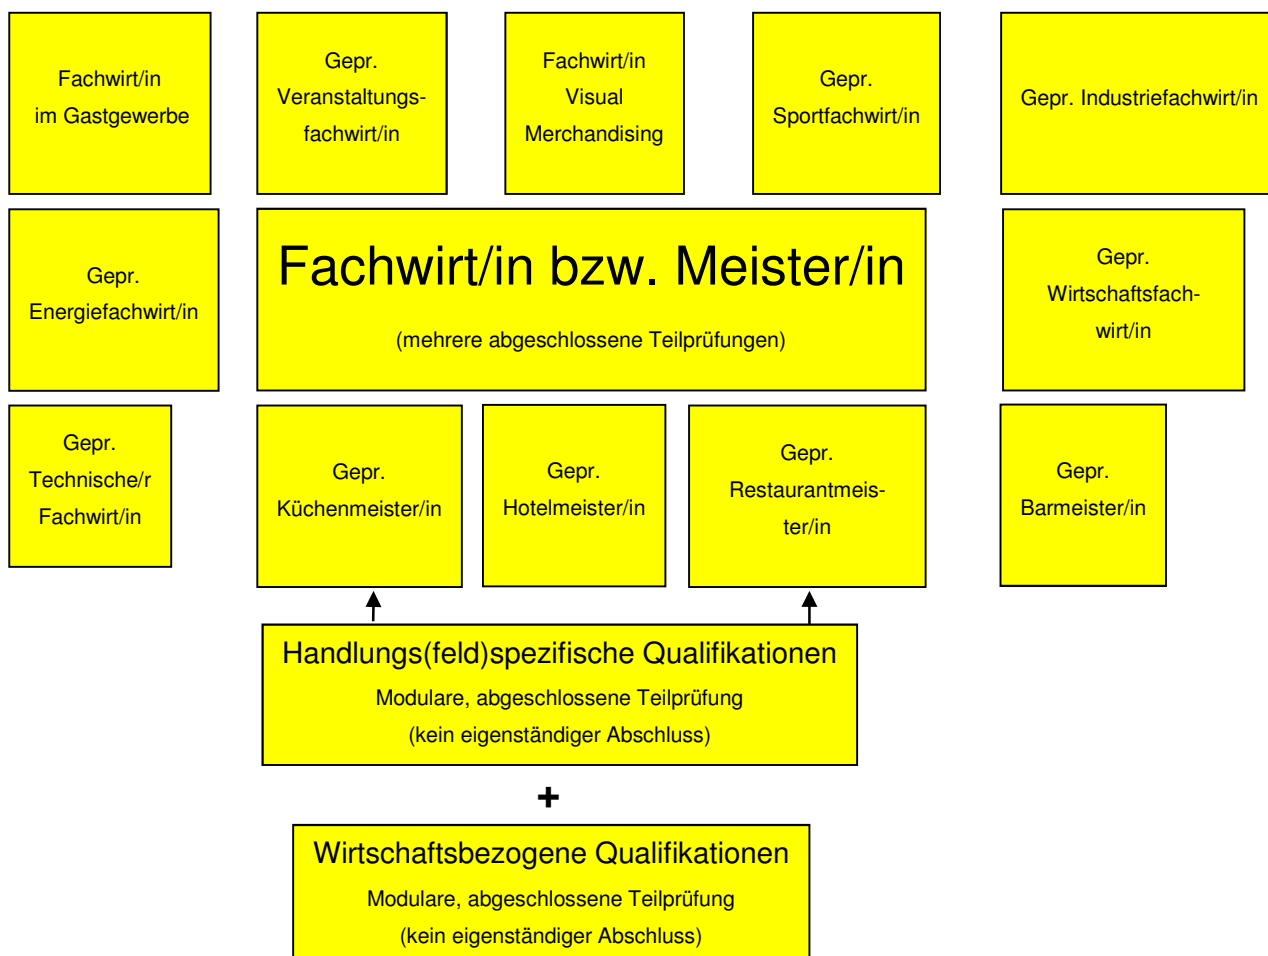 Fachwirt/in
im Gastgewerbe
Gepr.
Veranstaltungs-
fachwirt/in
Fachwirt/in
Visual
Merchandising
Gepr.
Sportfachwirt/in
Gepr. Industriefachwirt/in
Gepr.
Energiefachwirt/in
Fachwirt/in bzw. Meister/in
(mehrere abgeschlossene Teilprüfungen)
Gepr.
Wirtschaftsfach-
wirt/in
Gepr.
Technische/r
Fachwirt/in
Gepr.
Küchenmeister/in
Gepr.
Hotelmeister/in
Gepr.
Restaurantmeis-
ter/in
Gepr.
Barmeister/in
Handlungs(feld)spezifische Qualifikationen
Modulare, abgeschlossene Teilprüfung
(kein eigenständiger Abschluss)
+
Wirtschaftsbezogene Qualifikationen
Modulare, abgeschlossene Teilprüfung
(kein eigenständiger Abschluss)